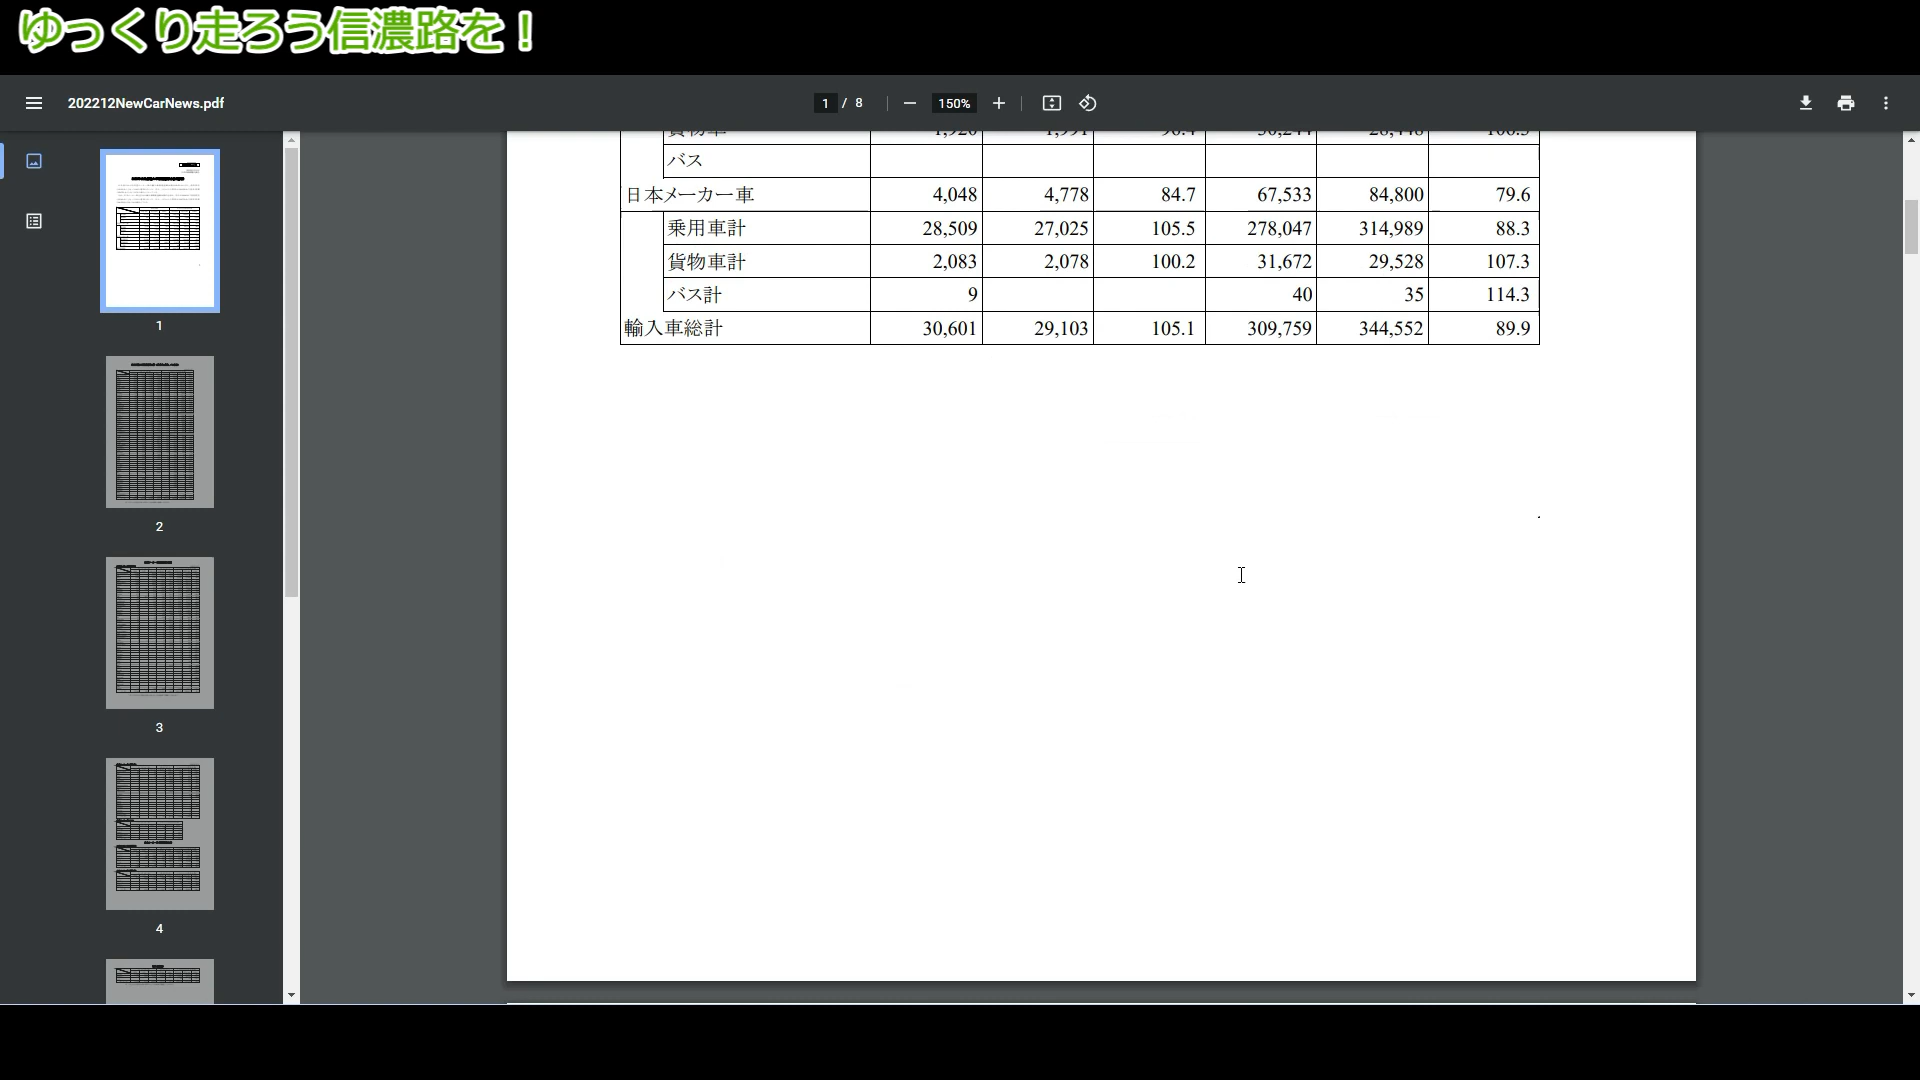 ゆっくり走ろう信濃路を！
202212NewCarNews.pdf
1 / 8
150%
バス
日本メーカー車 4,048 4,778 84.7 67,533 84,800 79.6
乗用車計 28,509 27,025 105.5 278,047 314,989 88.3
貨物車計 2,083 2,078 100.2 31,672 29,528 107.3
バス計 9 40 35 114.3
輸入車総計 30,601 29,103 105.1 309,759 344,552 89.9
1
2
3
4